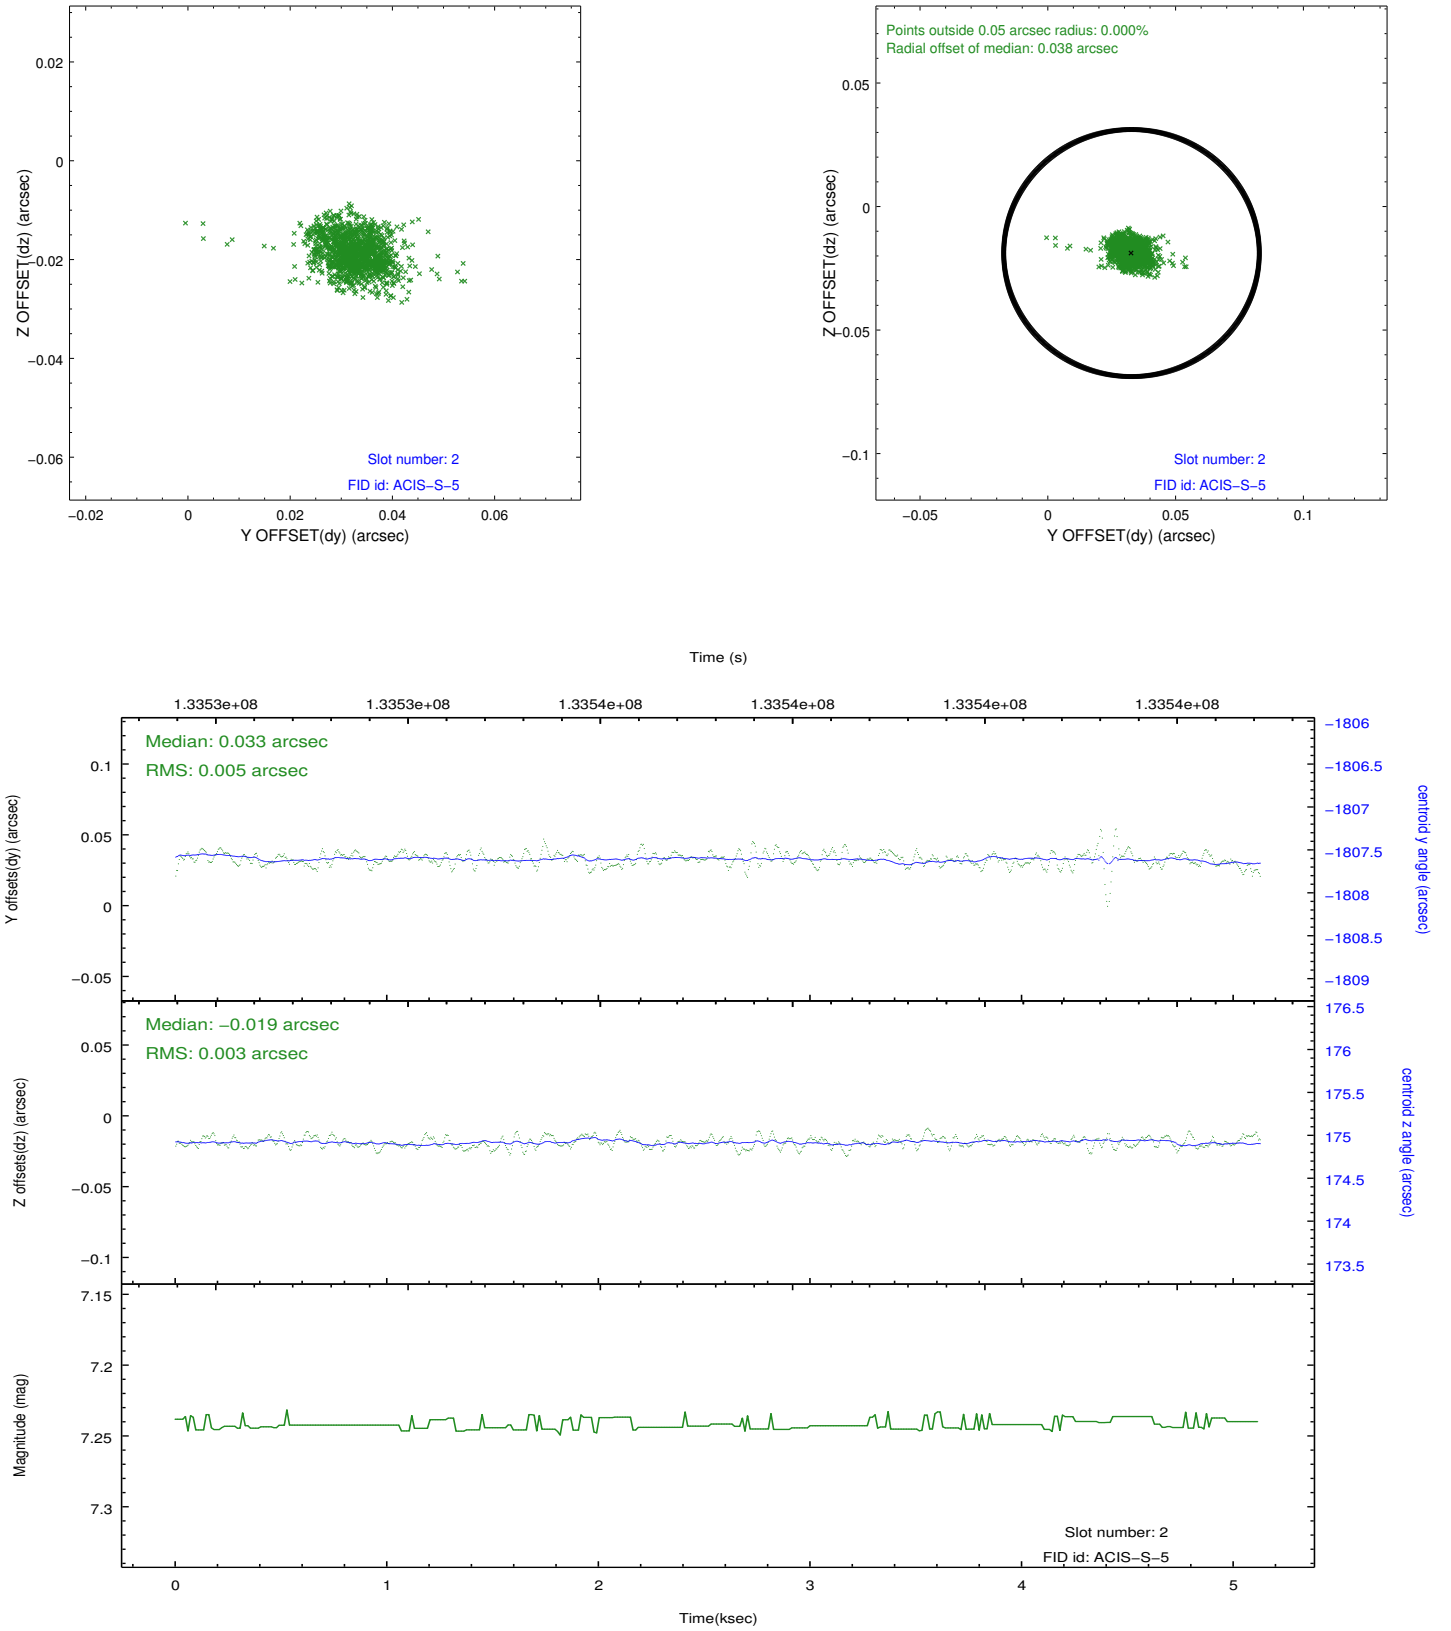 0.02
0
−0.02
−0.04
−0.06
Z OFFSET(dz) (arcsec)
Slot number: 2
FID id: ACIS−S−5
−0.02
0
0.02
0.04
0.06
Y OFFSET(dy) (arcsec)
Points outside 0.05 arcsec radius: 0.000%
Radial offset of median: 0.038 arcsec
0.05
0
−0.05
−0.1
Z OFFSET(dz) (arcsec)
Slot number: 2
FID id: ACIS−S−5
−0.05
0
0.05
0.1
Y OFFSET(dy) (arcsec)
Time (s)
1.3353e+08
1.3353e+08
1.3354e+08
1.3354e+08
1.3354e+08
1.3354e+08
Median: 0.033 arcsec
RMS: 0.005 arcsec
0.1
0.05
0
−0.05
Y offsets(dy) (arcsec)
−1806
−1806.5
−1807
−1807.5
−1808
−1808.5
−1809
centroid y angle (arcsec)
Median: −0.019 arcsec
RMS: 0.003 arcsec
0.05
0
−0.05
−0.1
Z offsets(dz) (arcsec)
176.5
176
175.5
175
174.5
174
173.5
centroid z angle (arcsec)
7.15
7.2
7.25
7.3
Magnitude (mag)
Slot number: 2
FID id: ACIS−S−5
0
1
2
3
4
5
Time(ksec)